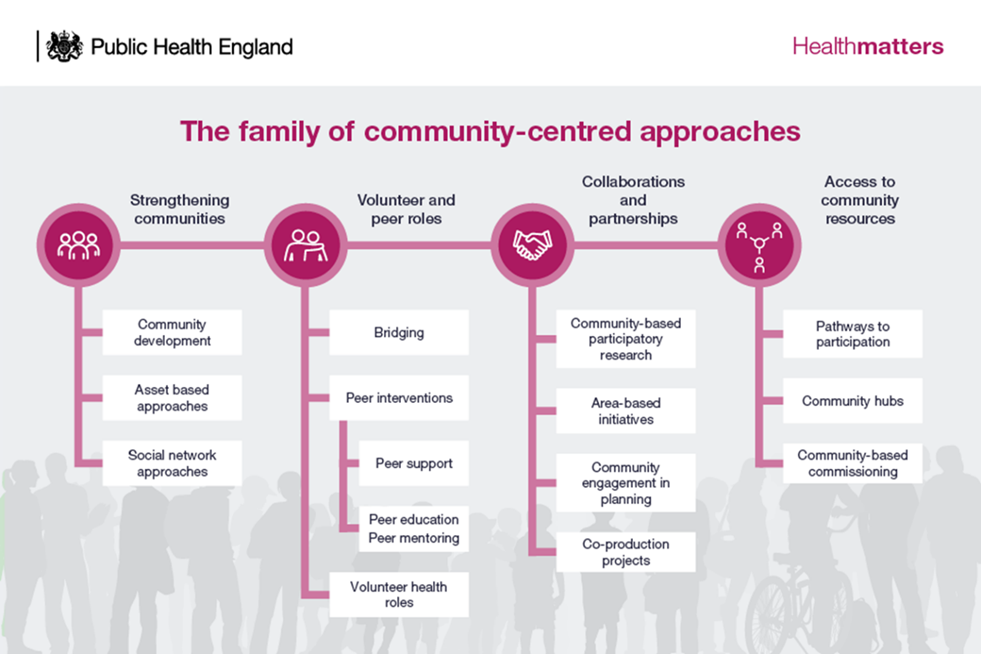 Public Health England
Healthmatters
The family of community-centred approaches
Strengthening
communities
Volunteer and
peer roles
Collaborations
and
partnerships
Access to
community
resources
Community
development
Asset based
approaches
Social network
approaches
Bridging
Peer interventions
Peer support
Peer education
Peer mentoring
Volunteer health
roles
Community-based
participatory
research
Area-based
initiatives
Community
engagement in
planning
Co-production
projects
Pathways to
participation
Community hubs
Community-based
commissioning